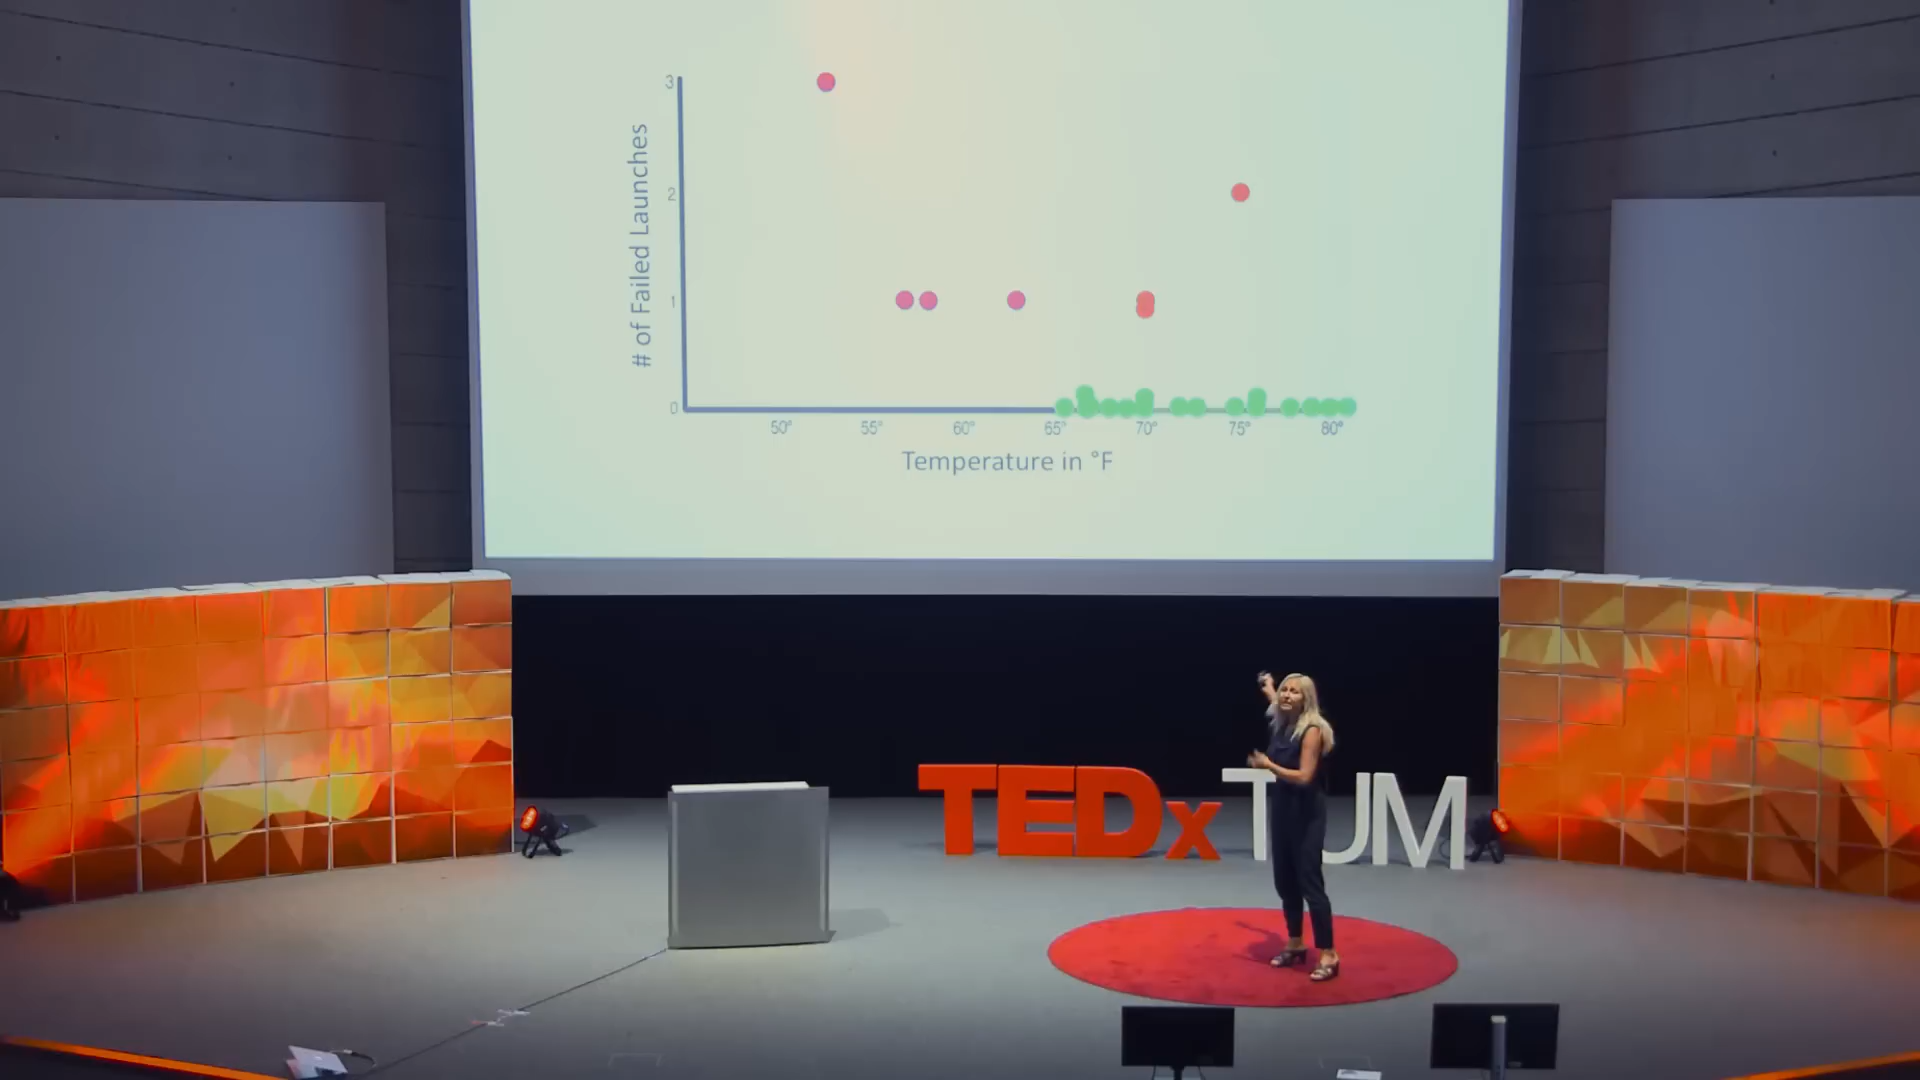 3
2
1
0
# of Failed Launches
50° 55° 60° 65° 70° 75° 80°
Temperature in °F
TEDx TUM